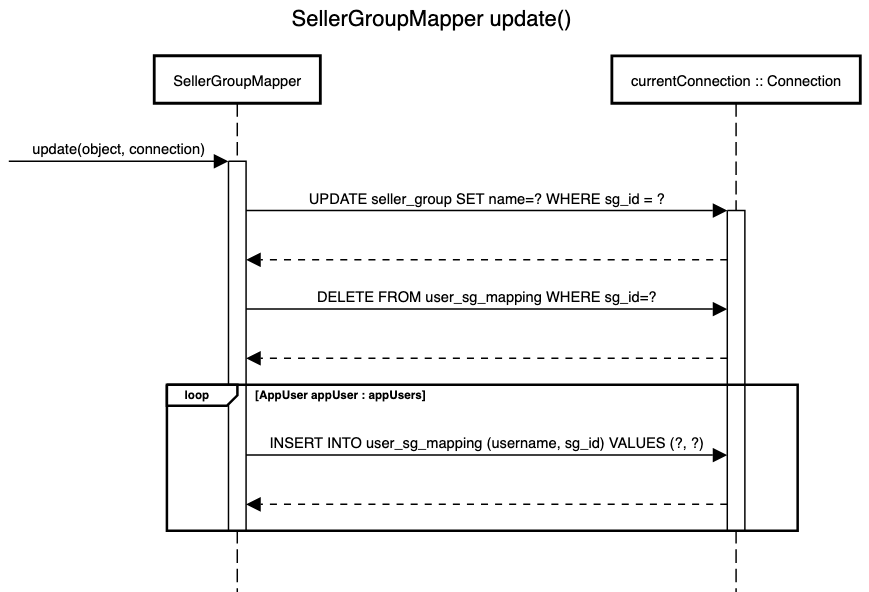 SellerGroupMapper update()
SellerGroupMapper
currentConnection :: Connection
update(object, connection)
UPDATE seller_group SET name=? WHERE sg_id = ?
DELETE FROM user_sg_mapping WHERE sg_id=?
loop
[AppUser appUser : appUsers]
INSERT INTO user_sg_mapping (username, sg_id) VALUES (?, ?)